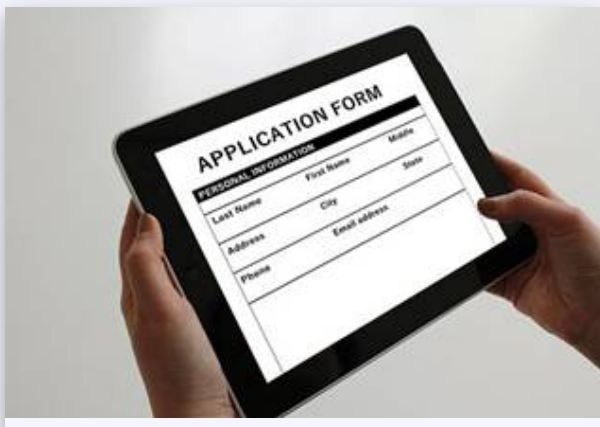 APPLICATION FORM
PERSONAL INFORMATION
Last Name First Name Middle
Address City State
Phone Email address